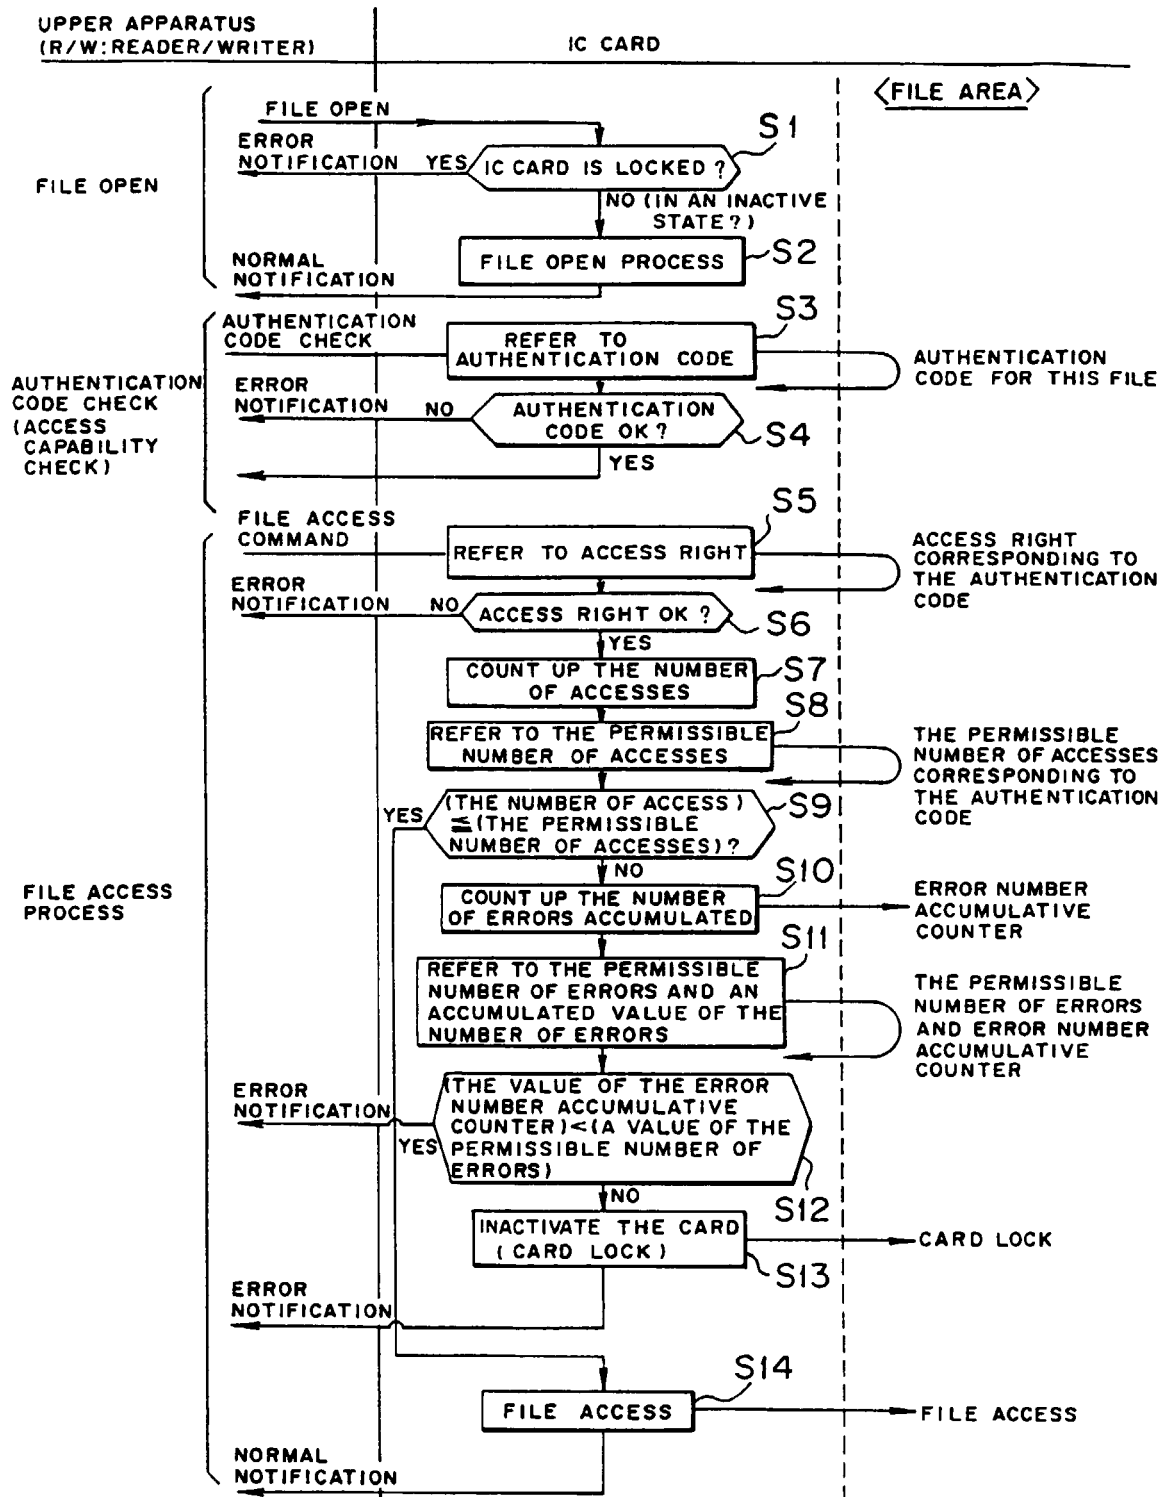 UPPER APPARATUS
(R/W:READER/WRITER)
IC CARD
<FILE AREA>
FILE OPEN
FILE OPEN
ERROR
NOTIFICATION
YES
IC CARD IS LOCKED ?
S1
NO (IN AN INACTIVE
STATE?)
FILE OPEN PROCESS
S2
NORMAL
NOTIFICATION
AUTHENTICATION
CODE CHECK
(ACCESS
CAPABILITY
CHECK)
AUTHENTICATION
CODE CHECK
REFER TO
AUTHENTICATION CODE
S3
AUTHENTICATION
CODE FOR THIS FILE
ERROR
NOTIFICATION
NO
AUTHENTICATION
CODE OK ?
S4
YES
FILE ACCESS
PROCESS
FILE ACCESS
COMMAND
REFER TO ACCESS RIGHT
S5
ACCESS RIGHT
CORRESPONDING TO
THE AUTHENTICATION
CODE
ERROR
NOTIFICATION
NO
ACCESS RIGHT OK ?
S6
YES
COUNT UP THE NUMBER
OF ACCESSES
S7
REFER TO THE PERMISSIBLE
NUMBER OF ACCESSES
S8
THE PERMISSIBLE
NUMBER OF ACCESSES
CORRESPONDING TO
THE AUTHENTICATION
CODE
YES
(THE NUMBER OF ACCESS )
≦(THE PERMISSIBLE
NUMBER OF ACCESSES) ?
S9
NO
COUNT UP THE NUMBER
OF ERRORS ACCUMULATED
S10
ERROR NUMBER
ACCUMULATIVE
COUNTER
REFER TO THE PERMISSIBLE
NUMBER OF ERRORS AND AN
ACCUMULATED VALUE OF THE
NUMBER OF ERRORS
S11
THE PERMISSIBLE
NUMBER OF ERRORS
AND ERROR NUMBER
ACCUMULATIVE
COUNTER
ERROR
NOTIFICATION
YES
(THE VALUE OF THE ERROR
NUMBER ACCUMULATIVE
COUNTER)<(A VALUE OF THE
PERMISSIBLE NUMBER OF
ERRORS)
S12
NO
INACTIVATE THE CARD
( CARD LOCK )
S13
CARD LOCK
ERROR
NOTIFICATION
FILE ACCESS
S14
FILE ACCESS
NORMAL
NOTIFICATION